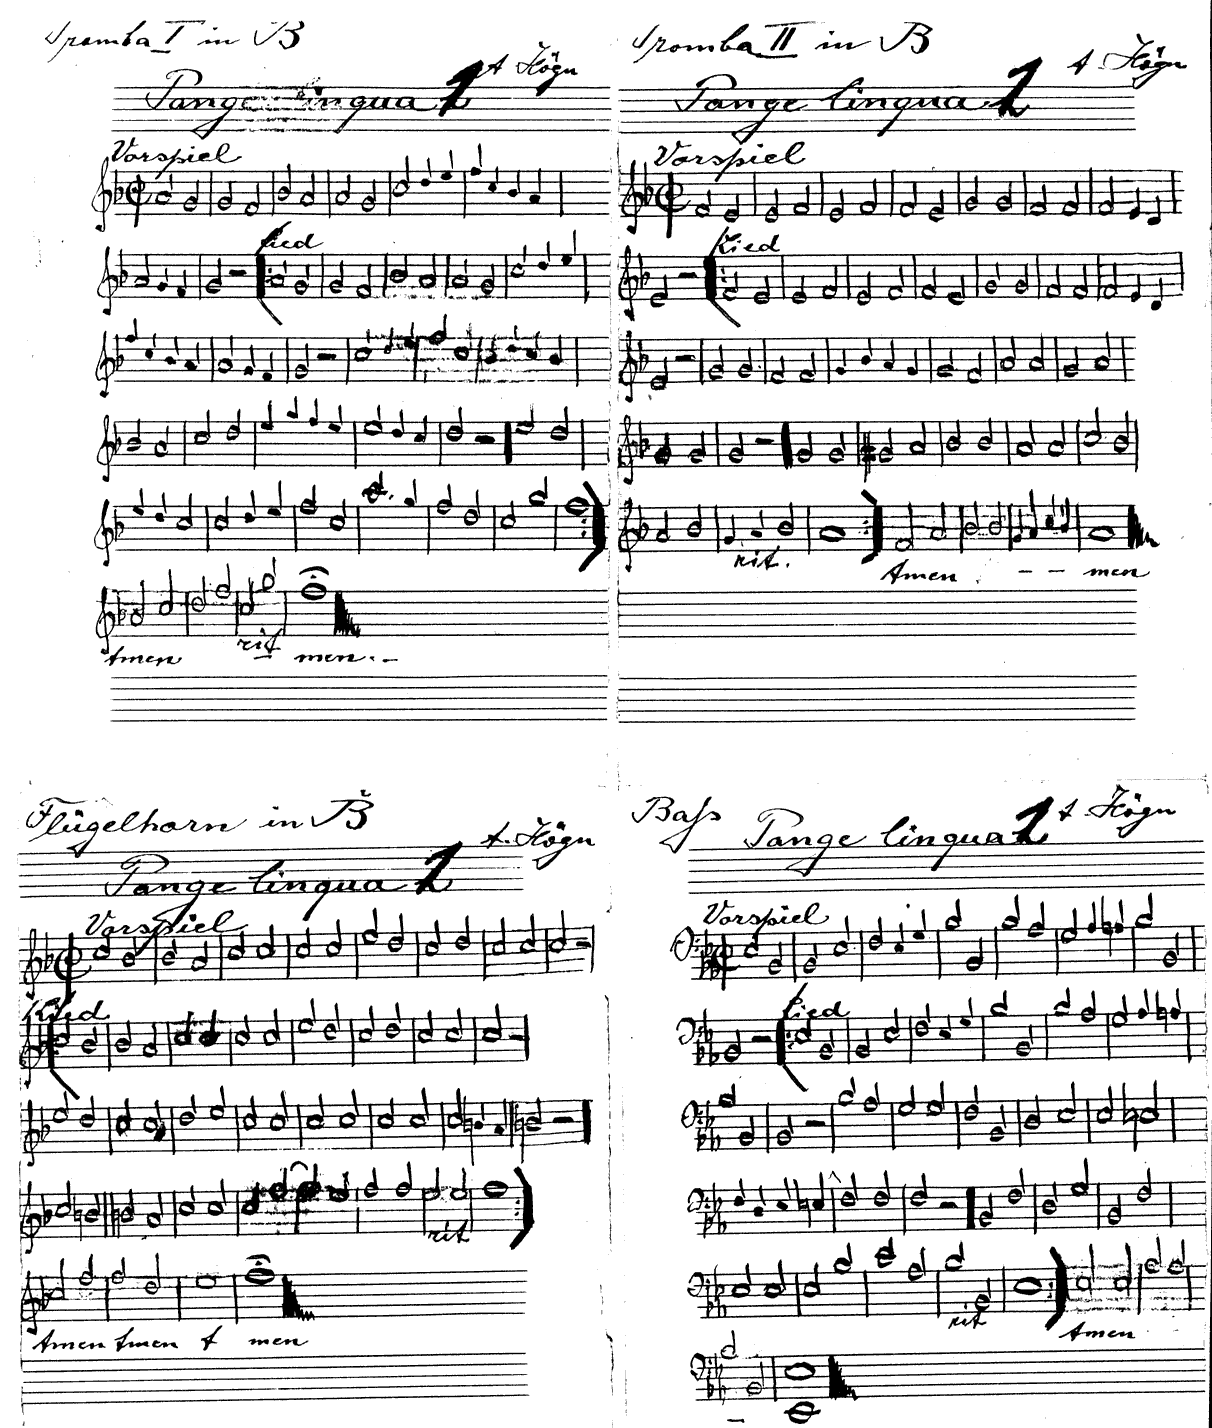 Tromba I in B
A. Högn
Pange lingua 1
Vorspiel
Lied
rit
Amen men
Tromba II in B
A. Högn
Pange lingua 1
Vorspiel
Lied
rit.
Amen - - men
Flügelhorn in B
A. Högn
Pange lingua 1
Vorspiel
Lied
rit
Amen Amen A men
Bass Pange lingua 1 A. Högn
Vorspiel
Lied
rit
Amen